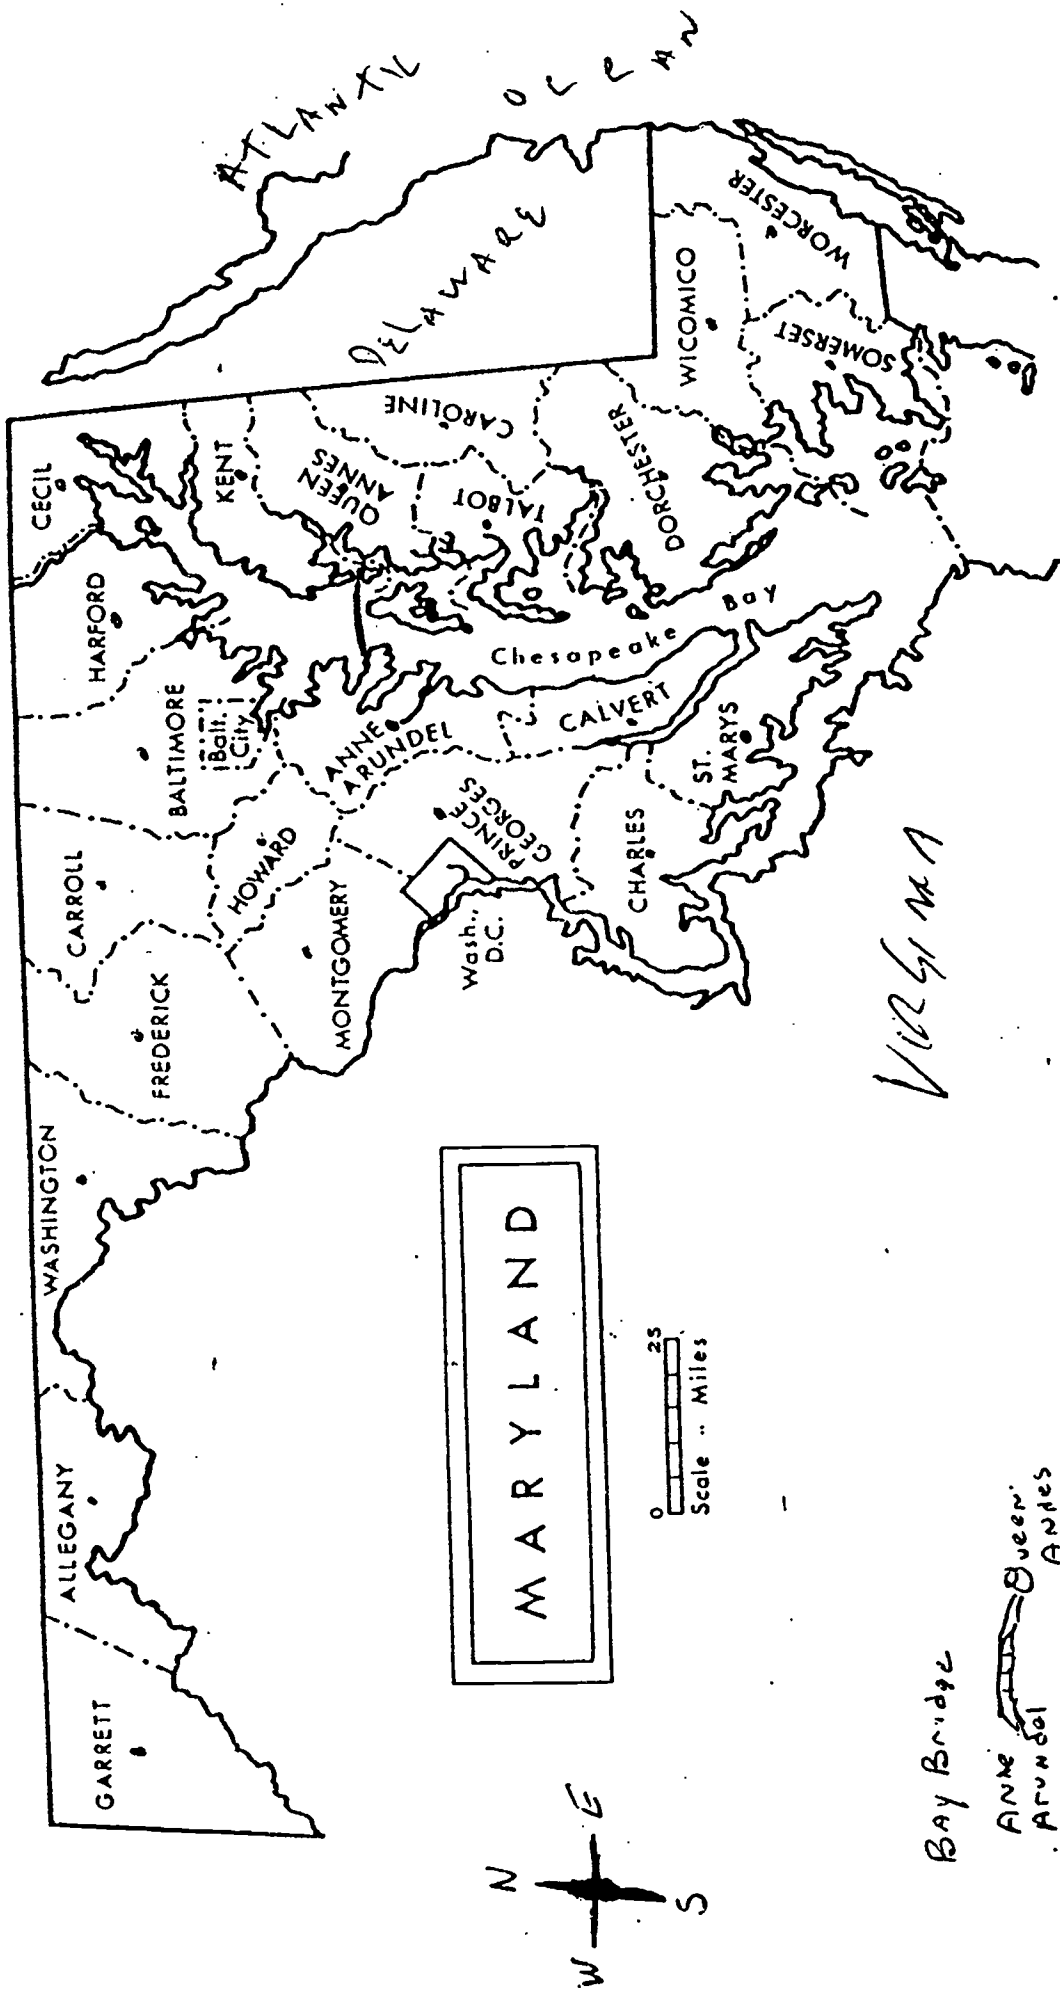 GARRETT
ALLEGANY
WASHINGTON
FREDERICK
CARROLL
BALTIMORE
Balt.
City
HARFORD
CECIL
HOWARD
MONTGOMERY
ANNE
ARUNDEL
PRINCE
GEORGES
Wash.,
D.C.
CALVERT
CHARLES
ST.
MARYS
KENT
QUEEN
ANNES
CAROLINE
TALBOT
DORCHESTER
WICOMICO
SOMERSET
WORCESTER
Chesapeake Bay
DELAWARE
ATLANTIC
OCEAN
VIRGINIA
MARYLAND
0 25
Scale .. Miles
N
W E
S
BAY Bridge
ANNE
Arundal
Queen
ANNes